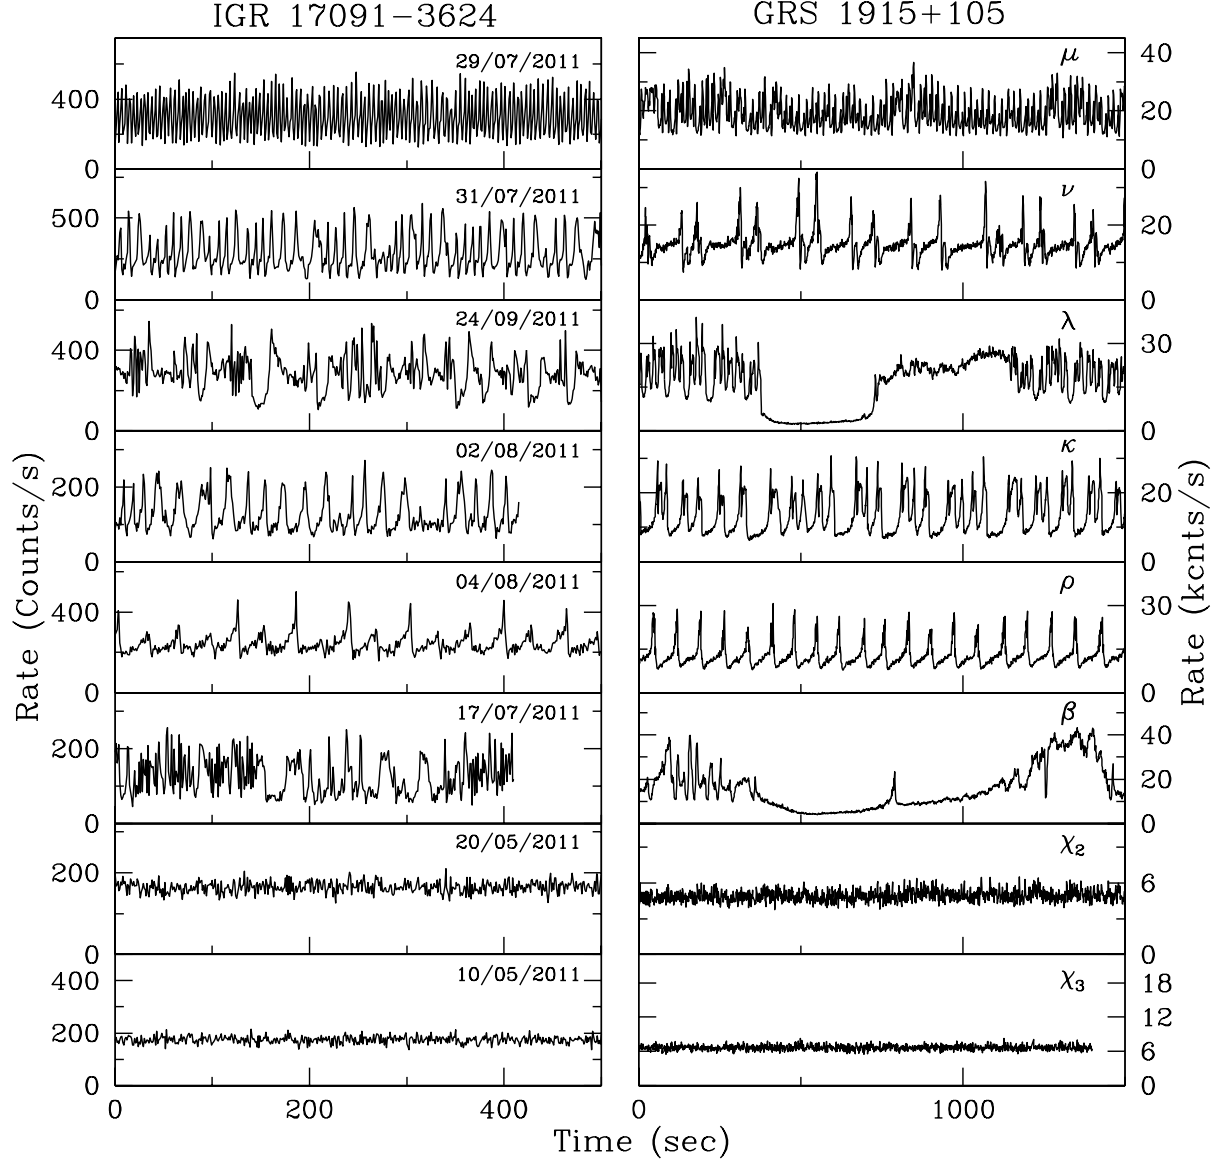 IGR 17091−3624 GRS 1915+105
29/07/2011 μ
400
0
40
20
0
31/07/2011 ν
500
0
20
0
24/09/2011 λ
400
0
30
0
02/08/2011 κ
200
0
20
0
04/08/2011 ρ
400
0
30
0
17/07/2011 β
200
0
40
20
0
20/05/2011 χ2
200
0
6
0
10/05/2011 χ3
400
200
0
18
12
6
0
0 200 400 0 1000
Time (sec)
Rate (Counts/s)
Rate (kcnts/s)